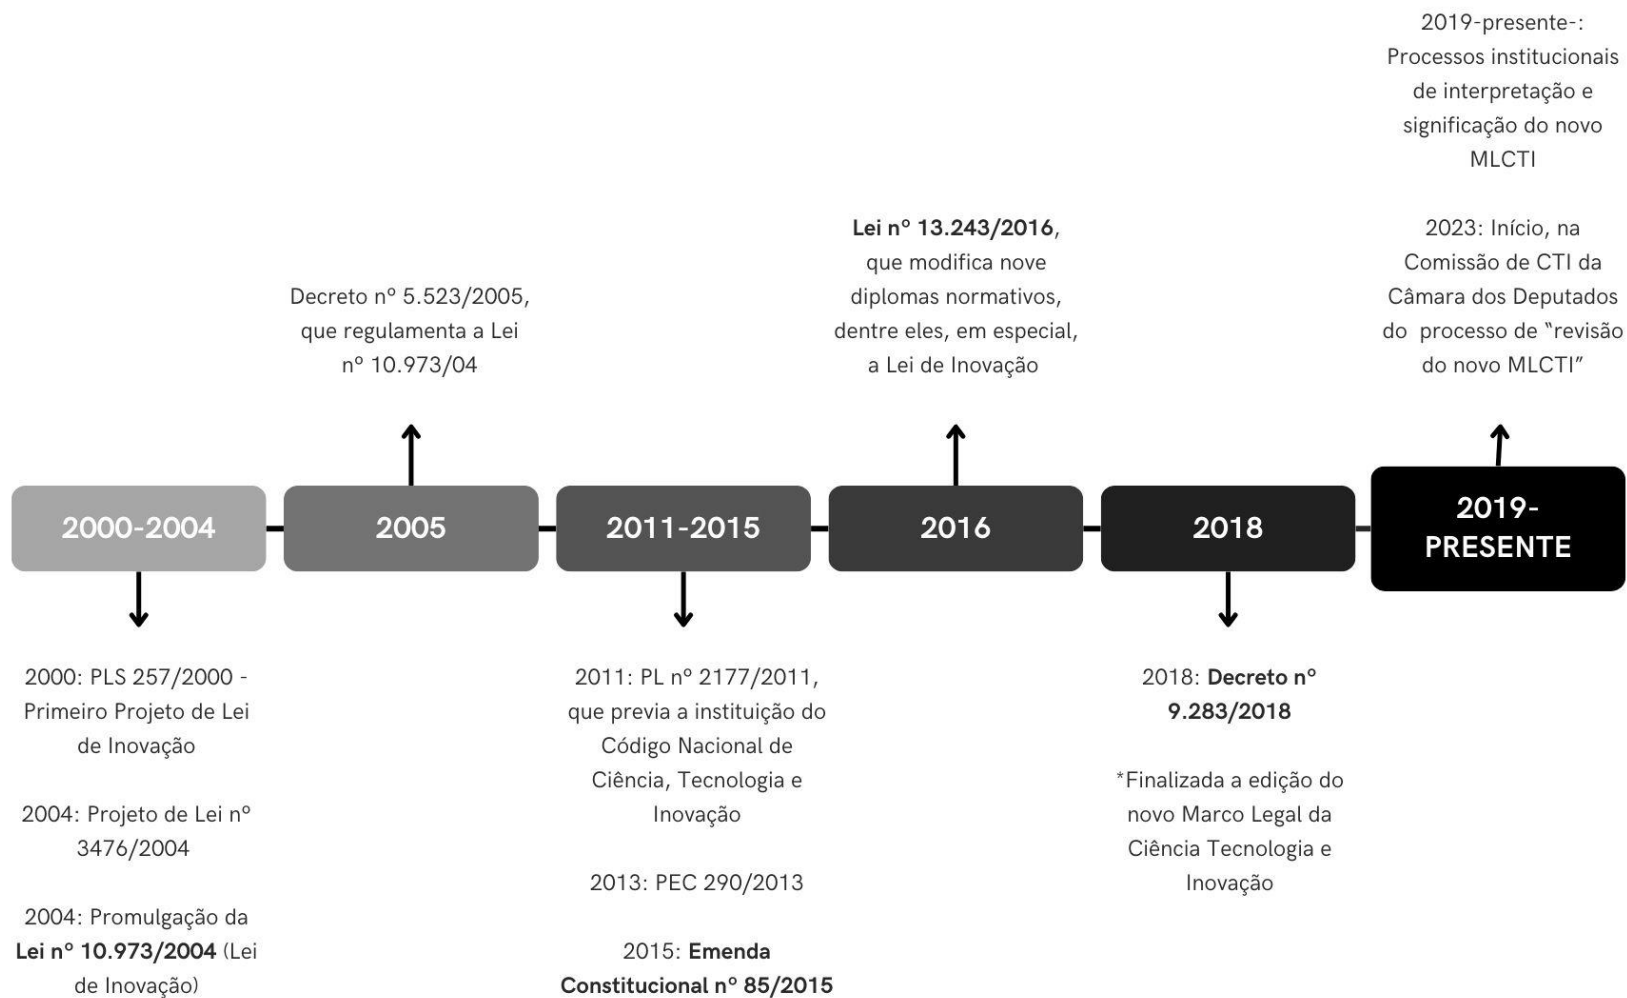 2000-2004
2000: PLS 257/2000 -
Primeiro Projeto de Lei
de Inovação
2004: Projeto de Lei nº
3476/2004
2004: Promulgação da
Lei nº 10.973/2004 (Lei
de Inovação)
Decreto nº 5.523/2005,
que regulamenta a Lei
nº 10.973/04
2005
2011-2015
2011: PL nº 2177/2011,
que previa a instituição do
Código Nacional de
Ciência, Tecnologia e
Inovação
2013: PEC 290/2013
2015: Emenda
Constitucional nº 85/2015
Lei nº 13.243/2016,
que modifica nove
diplomas normativos,
dentre eles, em especial,
a Lei de Inovação
2016
2018
2018: Decreto nº
9.283/2018
*Finalizada a edição do
novo Marco Legal da
Ciência Tecnologia e
Inovação
2019-presente-:
Processos institucionais
de interpretação e
significação do novo
MLCTI
2023: Início, na
Comissão de CTI da
Câmara dos Deputados
do processo de “revisão
do novo MLCTI”
2019-
PRESENTE